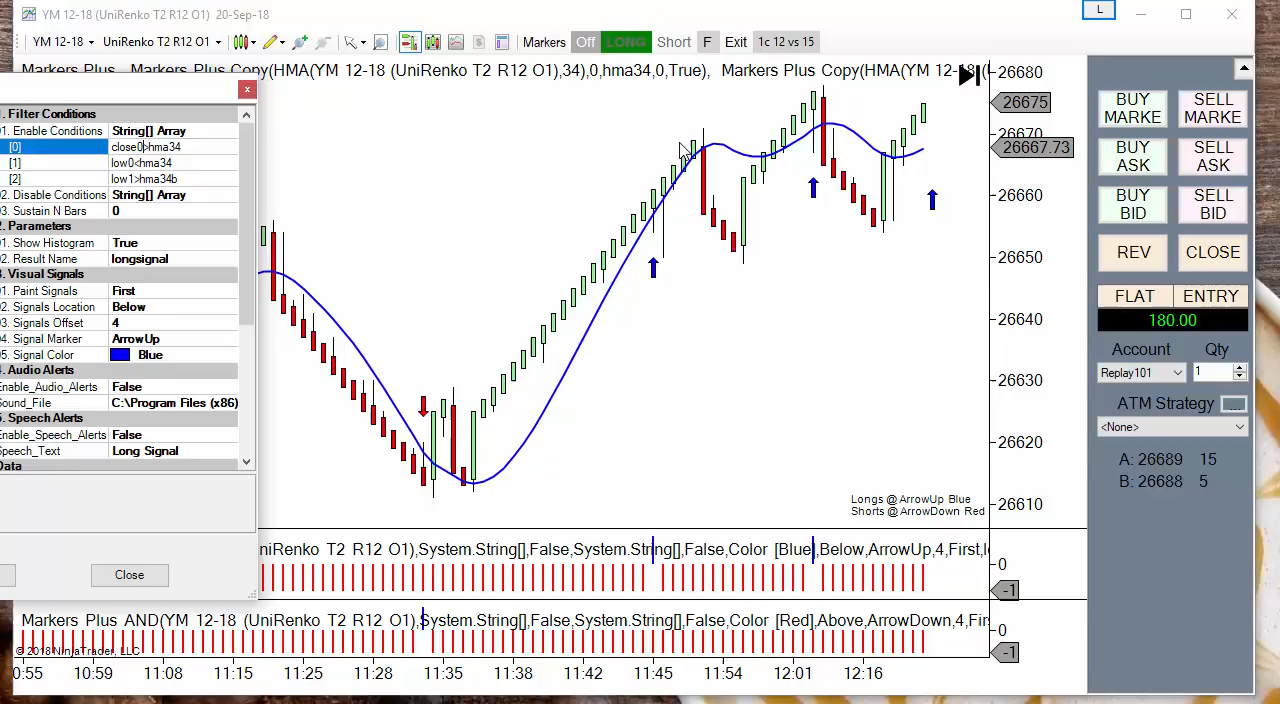 YM 12-18 (UniRenko T2 R12 O1)  20-Sep-18
L
YM 12-18  UniRenko T2 R12 O1  Markers  Off  LONG  Short  F  Exit  1c 12 vs 15
Markers Plus  Markers Plus Copy(HMA(YM 12-18 (UniRenko T2 R12 O1),34),0,hma34,0,True),  Markers Plus Copy(HMA(YM 12-18
. Filter Conditions
01. Enable Conditions  String[] Array
[0]  close0>hma34
[1]  low0<hma34
[2]  low1>hma34b
02. Disable Conditions  String[] Array
03. Sustain N Bars  0
2. Parameters
01. Show Histogram  True
02. Result Name  longsignal
3. Visual Signals
01. Paint Signals  First
02. Signals Location  Below
03. Signals Offset  4
04. Signal Marker  ArrowUp
05. Signal Color  Blue
4. Audio Alerts
Enable_Audio_Alerts  False
Sound_File  C:\Program Files (x86)
5. Speech Alerts
Enable_Speech_Alerts  False
Speech_Text  Long Signal
Data
Close
26680
26675
26670
26667.73
26660
26650
26640
26630
26620
26610
Longs @ArrowUp Blue
Shorts @ArrowDown Red
niRenko T2 R12 O1),System.String[],False,System.String[],False,Color [Blue],Below,ArrowUp,4,First,l
0
-1
Markers Plus AND(YM 12-18 (UniRenko T2 R12 O1),System.String[],False,System.String[],False,Color [Red],Above,ArrowDown,4,Firs
0
-1
© 2018 NinjaTrader, LLC
0:55  10:59  11:08  11:15  11:25  11:28  11:35  11:42  11:45  11:54  12:01  12:16
BUY MARKE  SELL MARKE
BUY ASK  SELL ASK
BUY BID  SELL BID
REV  CLOSE
FLAT  ENTRY
180.00
Account  Qty
Replay101  1
ATM Strategy  ...
<None>
A: 26689  15
B: 26688  5